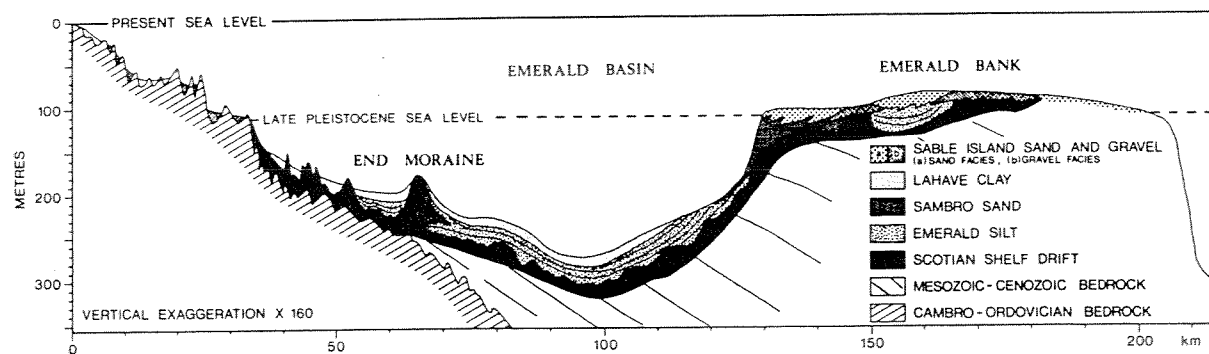 0
PRESENT SEA LEVEL
EMERALD BASIN
EMERALD BANK
100
LATE PLEISTOCENE SEA LEVEL
METRES
END MORAINE
200
300
VERTICAL EXAGGERATION X 160
SABLE ISLAND SAND AND GRAVEL
(a) SAND FACIES, (b) GRAVEL FACIES
LAHAVE CLAY
SAMBRO SAND
EMERALD SILT
SCOTIAN SHELF DRIFT
MESOZOIC-CENOZOIC BEDROCK
CAMBRO-ORDOVICIAN BEDROCK
0 50 100 150 200 km